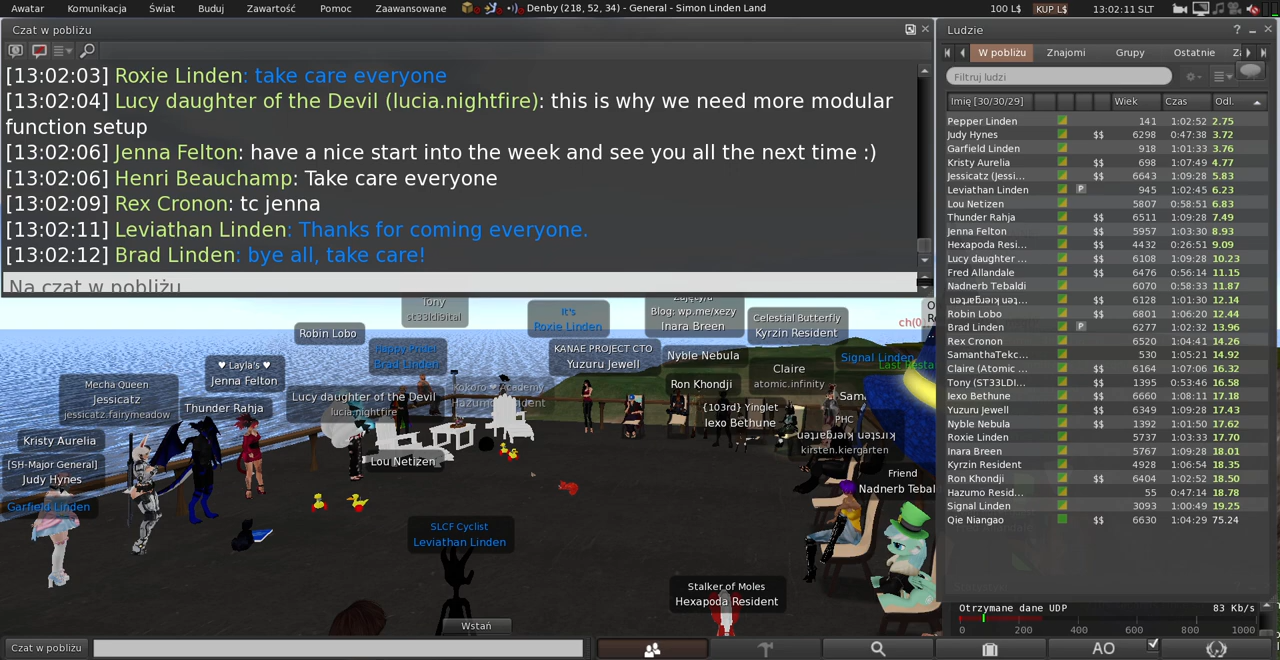 Awatar Komunikacja Świat Buduj Zawartość Pomoc Zaawansowane Denby (218, 52, 34) - General - Simon Linden Land 100 L$ KUP L$ 13:02:11 SLT
Czat w pobliżu
[13:02:03] Roxie Linden: take care everyone
[13:02:04] Lucy daughter of the Devil (lucia.nightfire): this is why we need more modular
function setup
[13:02:06] Jenna Felton: have a nice start into the week and see you all the next time :)
[13:02:06] Henri Beauchamp: Take care everyone
[13:02:09] Rex Cronon: tc jenna
[13:02:11] Leviathan Linden: Thanks for coming everyone.
[13:02:12] Brad Linden: bye all, take care!
Na czat w pobliżu
Tony
st33ldi9ital
It's
Roxie Linden
Zajęty/a
Blog: wp.me/xezy
Inara Breen
Celestial Butterfly
Kyrzin Resident
ch(0
Robin Lobo
Happy Pride!
Brad Linden
KANAE PROJECT CTO
Yuzuru Jewell
Nyble Nebula
Signal Linden
♥ Layla's ♥
Jenna Felton
Claire
atomic.infinity
Mecha Queen
Jessicatz
jessicatz.fairymeadow
Lucy daughter of the Devil
lucia.nightfire
Kokoro ♥ Academy
Ron Khondji
Sam
Thunder Rahja
{103rd} Yinglet
Iexo Bethune
PHC
kirsten.kiergarten
Kristy Aurelia
Lou Netizen
[SH-Major General]
Judy Hynes
Friend
Nadnerb Tebal
Garfield Linden
SLCF Cyclist
Leviathan Linden
Stalker of Moles
Hexapoda Resident
Wstań
Czat w pobliżu
Ludzie
W pobliżu Znajomi Grupy Ostatnie
Filtruj ludzi
Imię [30/30/29] Wiek Czas Odl.
Pepper Linden 141 1:02:52 2.75
Judy Hynes $$ 6298 0:47:38 3.72
Garfield Linden 918 1:01:33 3.76
Kristy Aurelia $$ 698 1:07:49 4.77
Jessicatz (Jessi... $$ 6643 1:09:28 5.83
Leviathan Linden P 945 1:02:45 6.23
Lou Netizen 5807 0:58:51 6.83
Thunder Rahja $$ 6511 1:09:28 7.49
Jenna Felton $$ 5957 1:03:30 8.93
Hexapoda Resi... $$ 4432 0:26:51 9.09
Lucy daughter ... $$ 6108 1:09:28 10.23
Fred Allandale $$ 6476 0:56:14 11.15
Nadnerb Tebaldi 6070 0:58:33 11.87
$$ 6128 1:01:30 12.14
Robin Lobo $$ 6801 1:06:20 12.44
Brad Linden P 6277 1:02:32 13.96
Rex Cronon $$ 6520 1:04:41 14.26
SamanthaTekc... 530 1:05:21 14.92
Claire (Atomic ... $$ 6164 1:07:06 16.32
Tony (ST33LDI... $$ 1395 0:53:46 16.58
Iexo Bethune $$ 6660 1:08:11 17.18
Yuzuru Jewell $$ 6349 1:09:28 17.43
Nyble Nebula $$ 1392 1:01:50 17.62
Roxie Linden 5737 1:03:33 17.70
Inara Breen 5767 1:09:28 18.01
Kyrzin Resident 4928 1:06:54 18.35
Ron Khondji $$ 6404 1:02:52 18.50
Hazumo Resid... 55 0:47:14 18.78
Signal Linden 3093 1:00:49 19.25
Qie Niangao $$ 6630 1:04:29 75.24
Otrzymane dane UDP 83 Kb/s
0 200 400 600 800 1000
AO